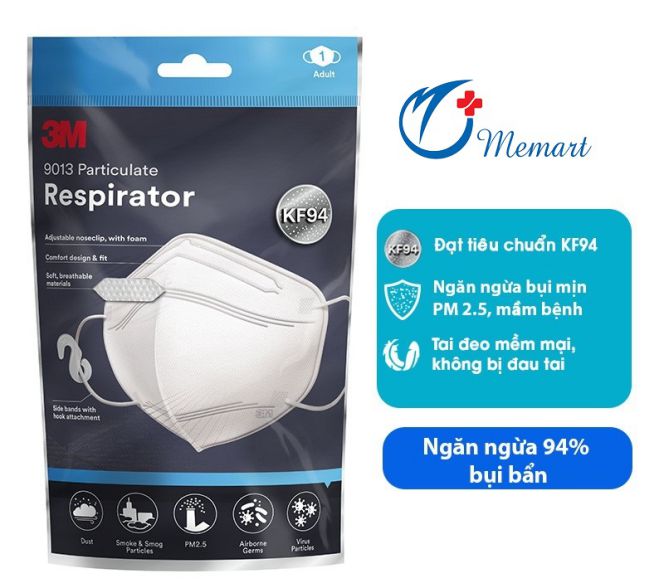 1
Adult
3M
9013 Particulate
Respirator
KF94
Adjustable noseclip, with foam
Comfort design & fit
Soft, breathable
materials
3M
Side bands with
hook attachment
Dust
Smoke & Smog
Particles
PM2.5
Airborne
Germs
Virus
Particles
Memart
KF94
Đạt tiêu chuẩn KF94
Ngăn ngừa bụi mịn
PM 2.5, mầm bệnh
Tai đeo mềm mại,
không bị đau tai
Ngăn ngừa 94%
bụi bẩn